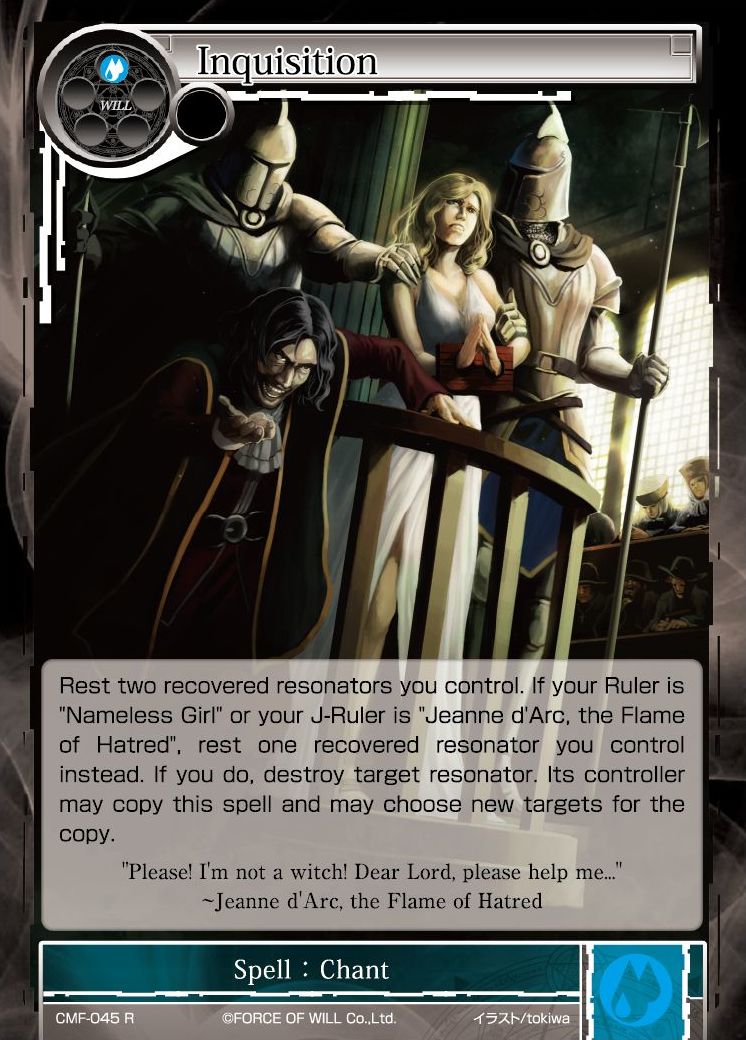 WILL
Inquisition
Rest two recovered resonators you control. If your Ruler is
"Nameless Girl" or your J-Ruler is "Jeanne d'Arc, the Flame
of Hatred", rest one recovered resonator you control
instead. If you do, destroy target resonator. Its controller
may copy this spell and may choose new targets for the
copy.
"Please! I'm not a witch! Dear Lord, please help me..."
~Jeanne d'Arc, the Flame of Hatred
Spell : Chant
CMF-045 R ©FORCE OF WILL Co.,Ltd. イラスト/tokiwa